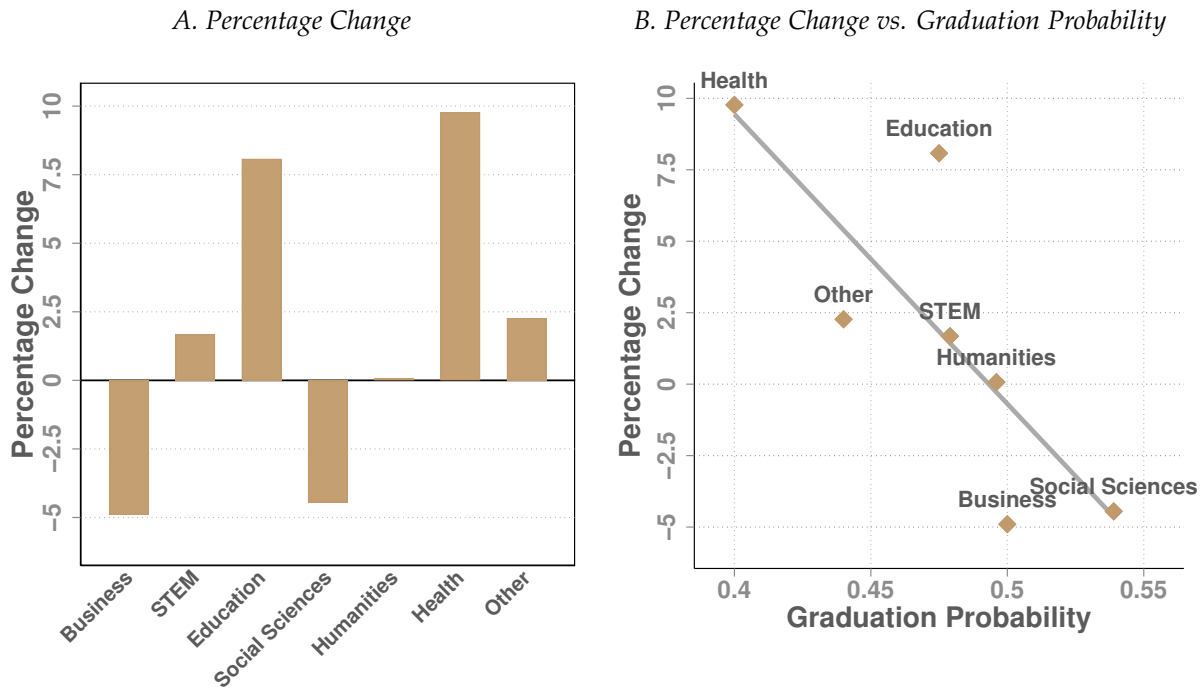 A. Percentage Change
Percentage Change
10
7.5
5
2.5
0
−2.5
−5
Business
STEM
Education
Social Sciences
Humanities
Health
Other
B. Percentage Change vs. Graduation Probability
Percentage Change
10
7.5
5
2.5
0
−2.5
−5
Health
Education
Other
STEM
Humanities
Social Sciences
Business
0.4
0.45
0.5
0.55
Graduation Probability